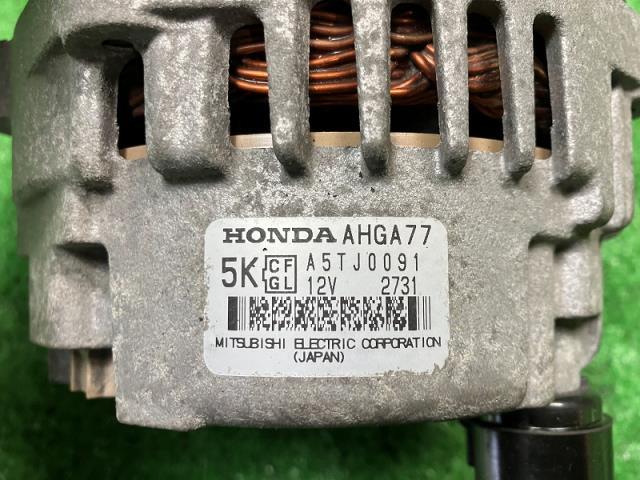 HONDA AHGA77
5K CF GL A5TJ0091
12V 2731
MITSUBISHI ELECTRIC CORPORATION
(JAPAN)